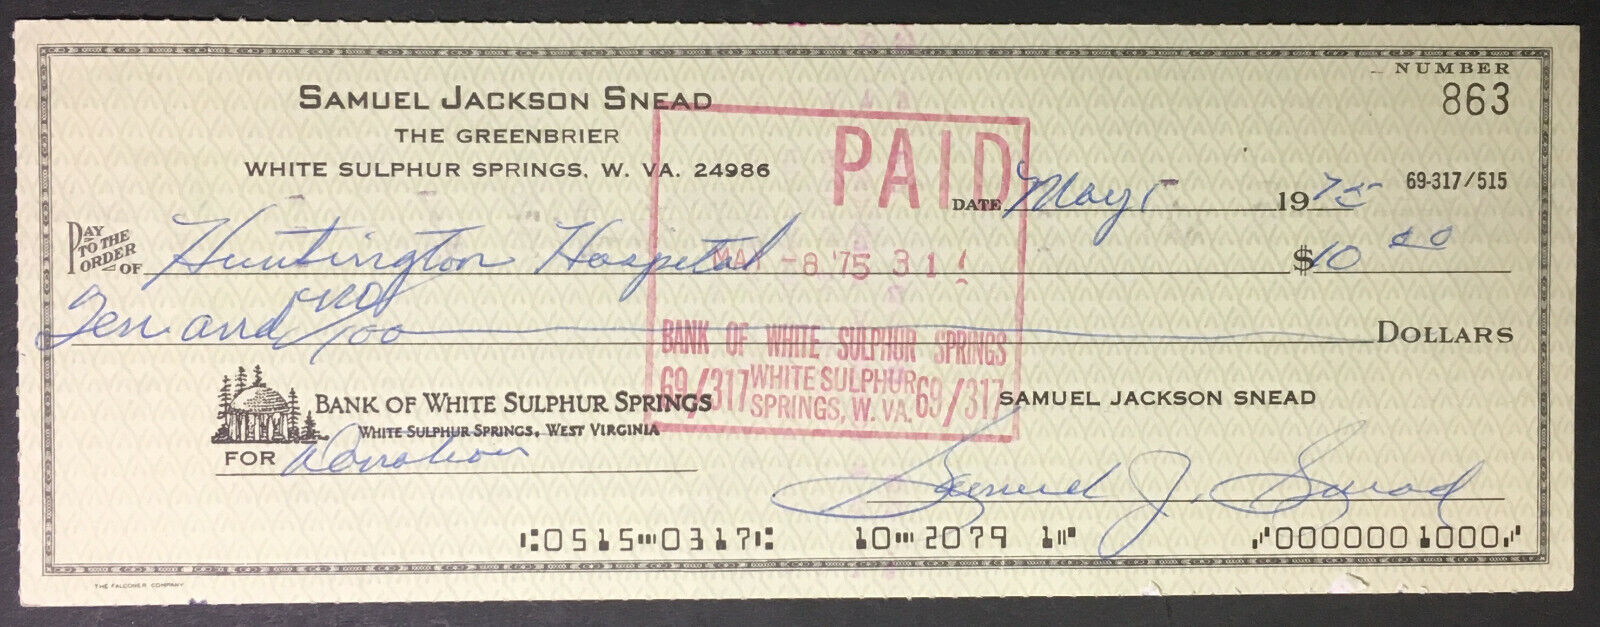 NUMBER
863
SAMUEL JACKSON SNEAD
THE GREENBRIER
WHITE SULPHUR SPRINGS, W. VA. 24986
PAID
69-317/515
DATE May 1 1975
PAY TO THE ORDER OF Huntington Hospital $10 00
MAY -8 '75 31
Ten and no/100 DOLLARS
BANK OF WHITE SULPHUR SPRINGS
69/317 WHITE SULPHUR SPRINGS, W. VA. 69/317
SAMUEL JACKSON SNEAD
BANK OF WHITE SULPHUR SPRINGS
WHITE SULPHUR SPRINGS, WEST VIRGINIA
FOR Donation
Samuel J. Snead
⑆0515⑉0317⑆ 10⑉2079 1⑈ ⑇0000001000⑇
THE FALCONER COMPANY